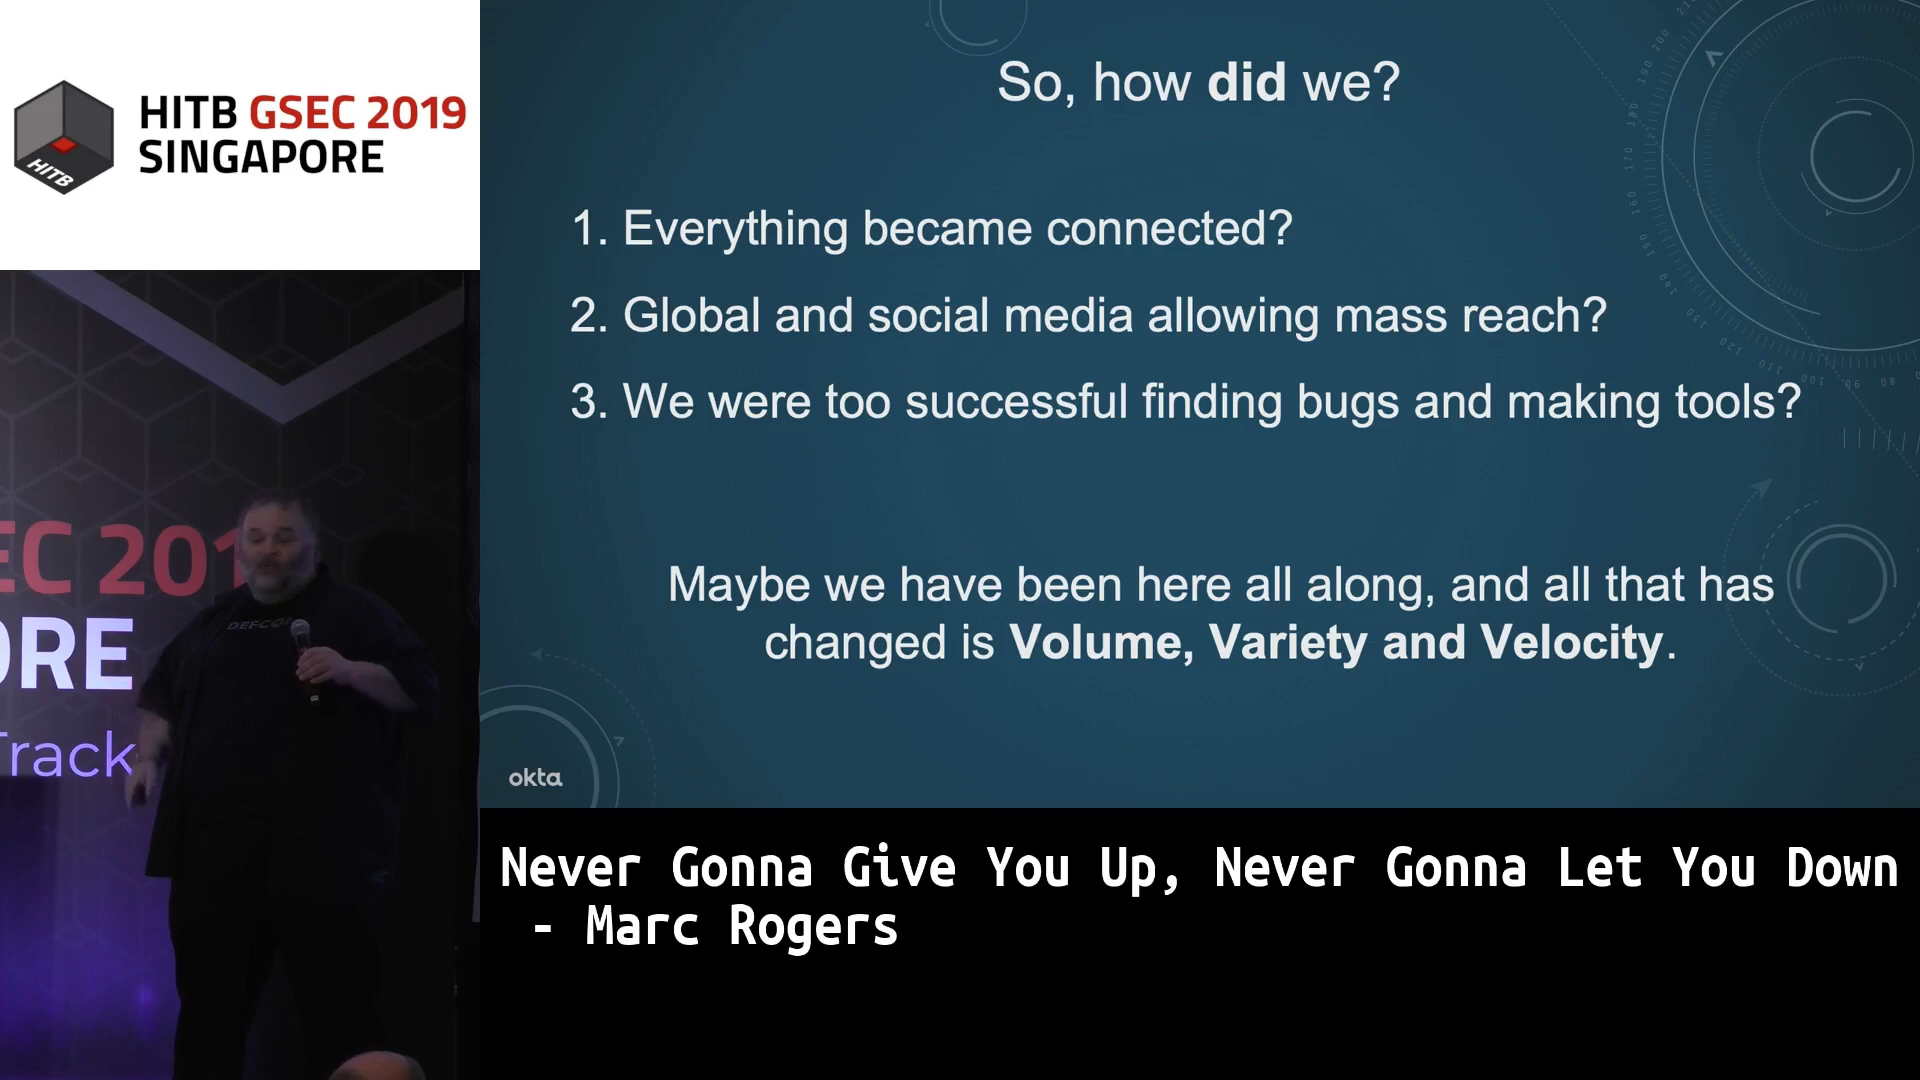 HITB GSEC 2019
SINGAPORE
HITB
EC 201
ORE
Track
DEFCON
So, how did we?
1. Everything became connected?
2. Global and social media allowing mass reach?
3. We were too successful finding bugs and making tools?
Maybe we have been here all along, and all that has
changed is Volume, Variety and Velocity.
okta
Never Gonna Give You Up, Never Gonna Let You Down
- Marc Rogers